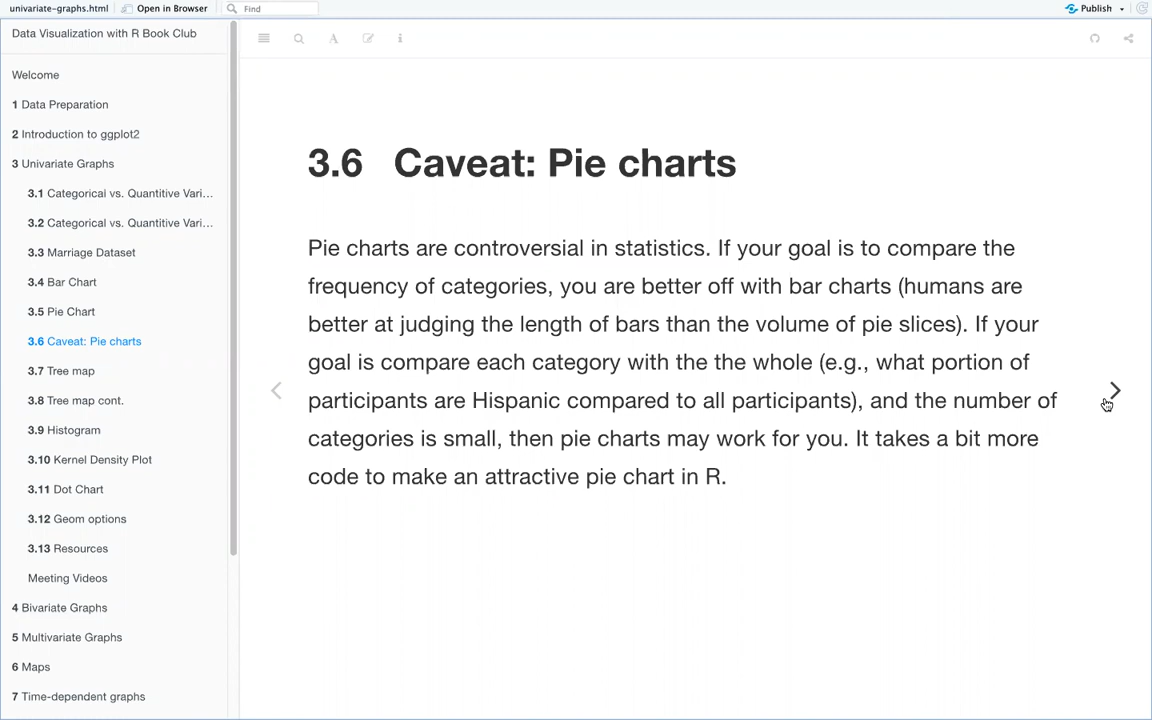 univariate-graphs.html
Open in Browser
Find
Publish
Data Visualization with R Book Club
Welcome
1 Data Preparation
2 Introduction to ggplot2
3 Univariate Graphs
3.1 Categorical vs. Quantitive Vari...
3.2 Categorical vs. Quantitive Vari...
3.3 Marriage Dataset
3.4 Bar Chart
3.5 Pie Chart
3.6 Caveat: Pie charts
3.7 Tree map
3.8 Tree map cont.
3.9 Histogram
3.10 Kernel Density Plot
3.11 Dot Chart
3.12 Geom options
3.13 Resources
Meeting Videos
4 Bivariate Graphs
5 Multivariate Graphs
6 Maps
7 Time-dependent graphs
3.6 Caveat: Pie charts
Pie charts are controversial in statistics. If your goal is to compare the
frequency of categories, you are better off with bar charts (humans are
better at judging the length of bars than the volume of pie slices). If your
goal is compare each category with the the whole (e.g., what portion of
participants are Hispanic compared to all participants), and the number of
categories is small, then pie charts may work for you. It takes a bit more
code to make an attractive pie chart in R.